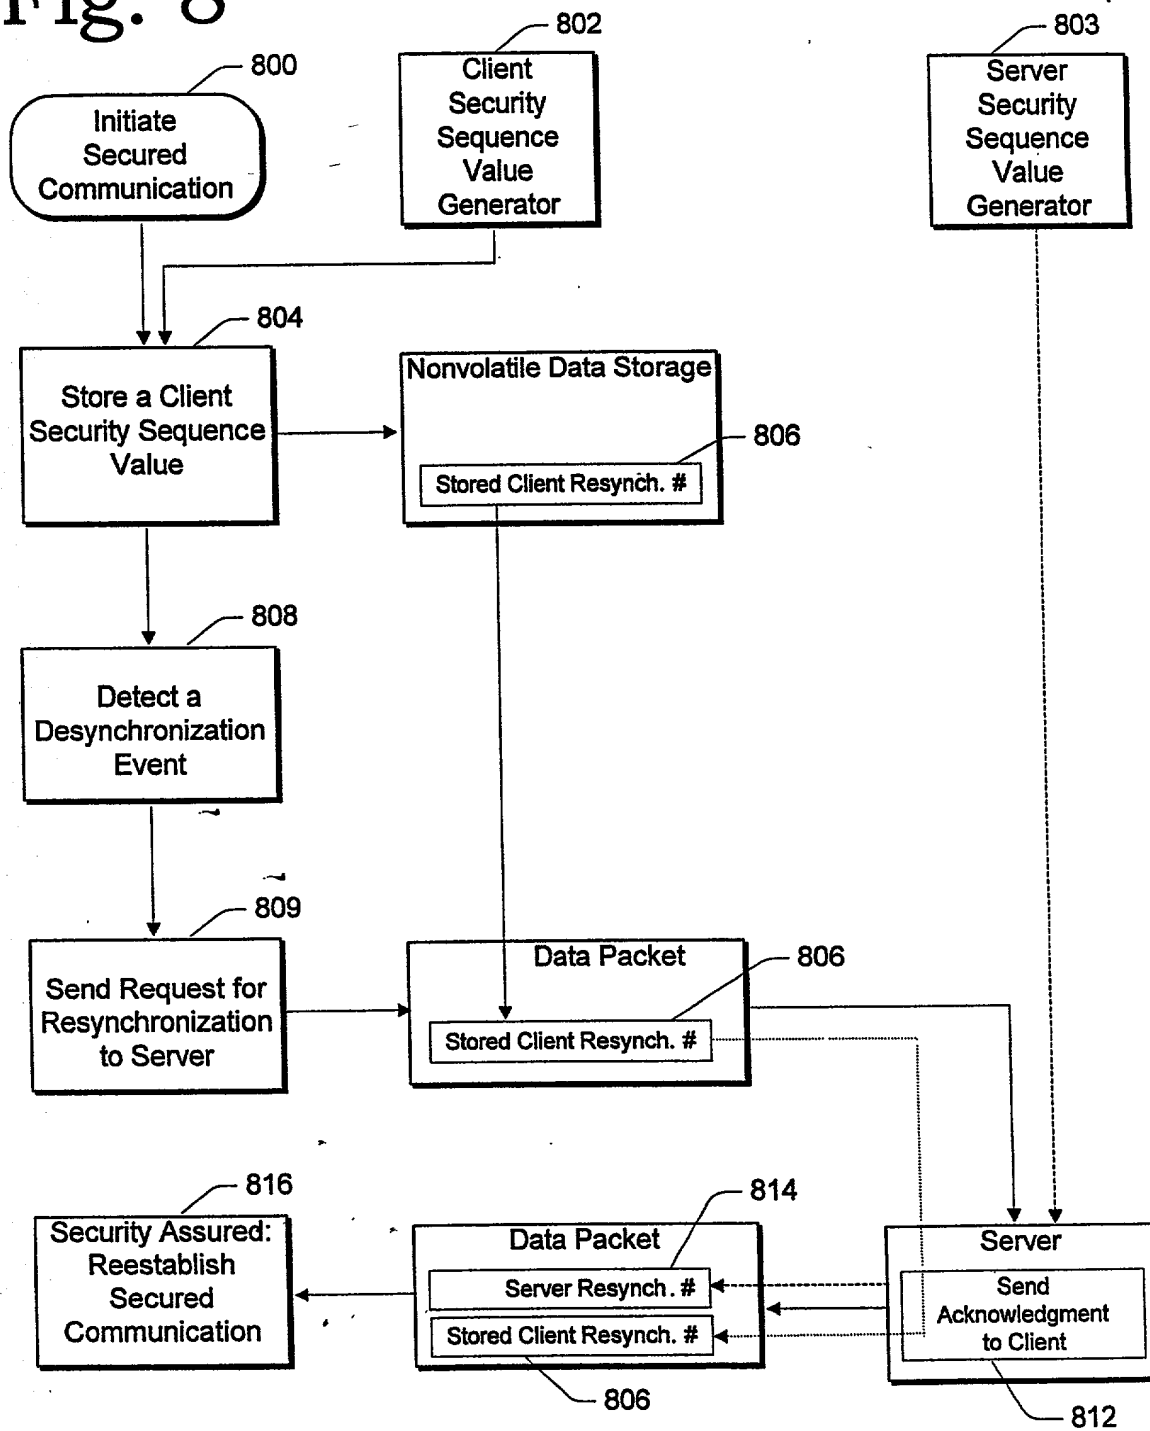 Fig. 8
800
Initiate
Secured
Communication
802
Client
Security
Sequence
Value
Generator
803
Server
Security
Sequence
Value
Generator
804
Store a Client
Security Sequence
Value
Nonvolatile Data Storage
806
Stored Client Resynch. #
808
Detect a
Desynchronization
Event
809
Send Request for
Resynchronization
to Server
Data Packet
806
Stored Client Resynch. #
816
Security Assured:
Reestablish
Secured
Communication
814
Data Packet
Server Resynch. #
Stored Client Resynch. #
806
Server
Send
Acknowledgment
to Client
812